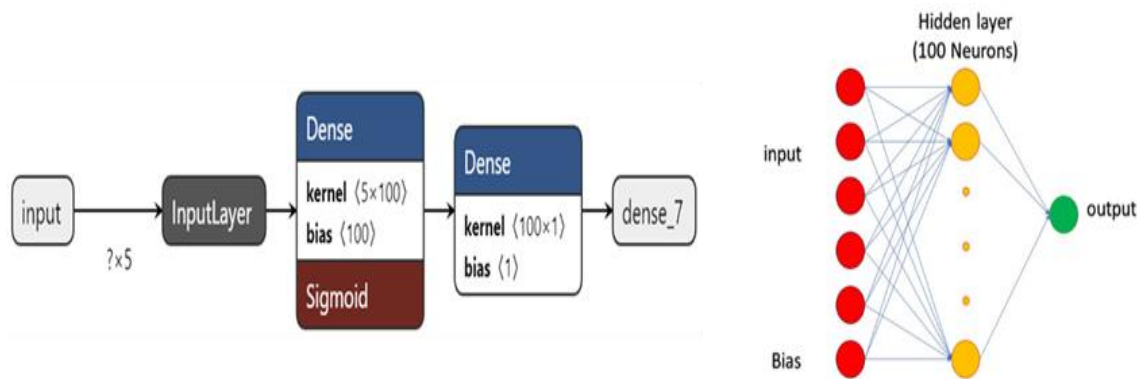 input
?×5
InputLayer
Dense
kernel ⟨5×100⟩
bias ⟨100⟩
Sigmoid
Dense
kernel ⟨100×1⟩
bias ⟨1⟩
dense_7
Hidden layer
(100 Neurons)
input
Bias
output